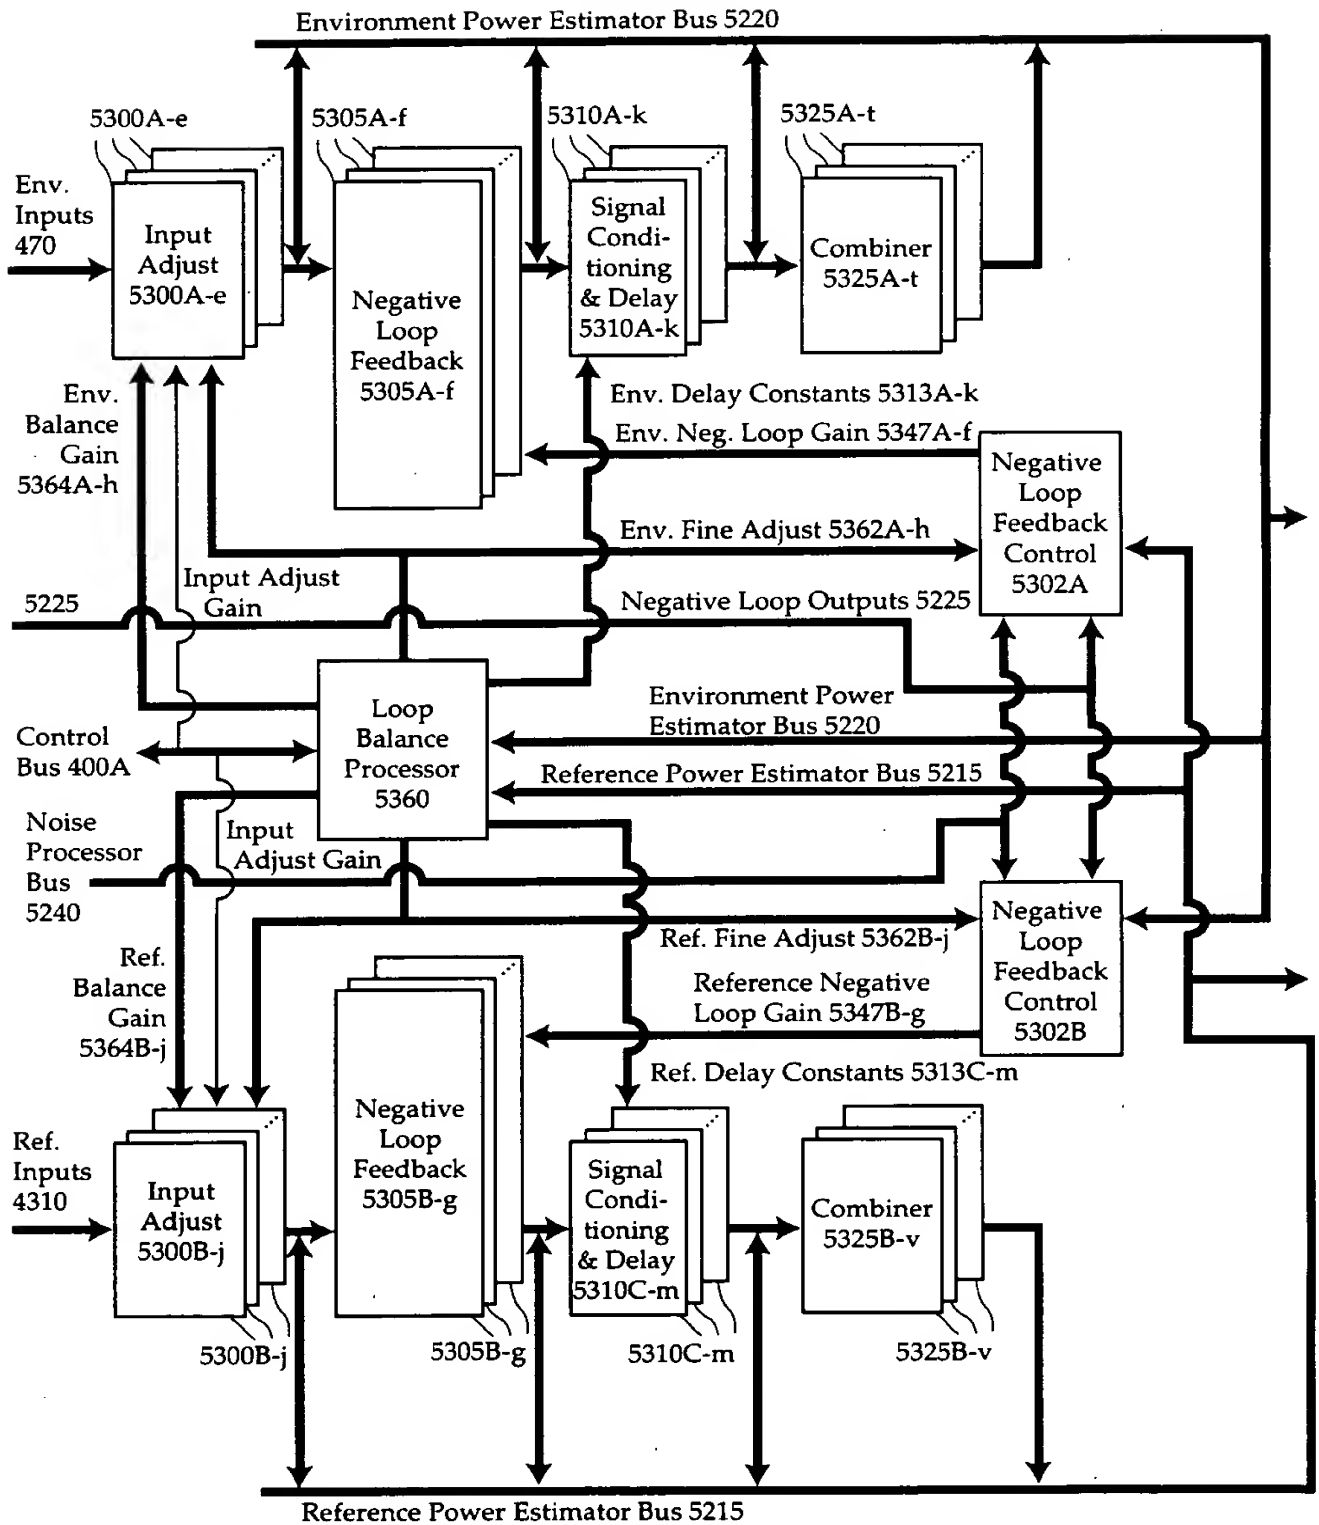 Environment Power Estimator Bus 5220
5300A-e
5305A-f
5310A-k
5325A-t
Env.
Inputs
470
Input
Adjust
5300A-e
Negative
Loop
Feedback
5305A-f
Signal
Condi-
tioning
& Delay
5310A-k
Combiner
5325A-t
Env.
Balance
Gain
5364A-h
Env. Delay Constants 5313A-k
Env. Neg. Loop Gain 5347A-f
Negative
Loop
Feedback
Control
5302A
Env. Fine Adjust 5362A-h
Input Adjust
Gain
5225
Negative Loop Outputs 5225
Loop
Balance
Processor
5360
Environment Power
Estimator Bus 5220
Control
Bus 400A
Reference Power Estimator Bus 5215
Noise
Processor
Bus
5240
Input
Adjust Gain
Ref. Fine Adjust 5362B-j
Negative
Loop
Feedback
Control
5302B
Ref.
Balance
Gain
5364B-j
Reference Negative
Loop Gain 5347B-g
Ref. Delay Constants 5313C-m
Ref.
Inputs
4310
Input
Adjust
5300B-j
Negative
Loop
Feedback
5305B-g
Signal
Condi-
tioning
& Delay
5310C-m
Combiner
5325B-v
5300B-j
5305B-g
5310C-m
5325B-v
Reference Power Estimator Bus 5215